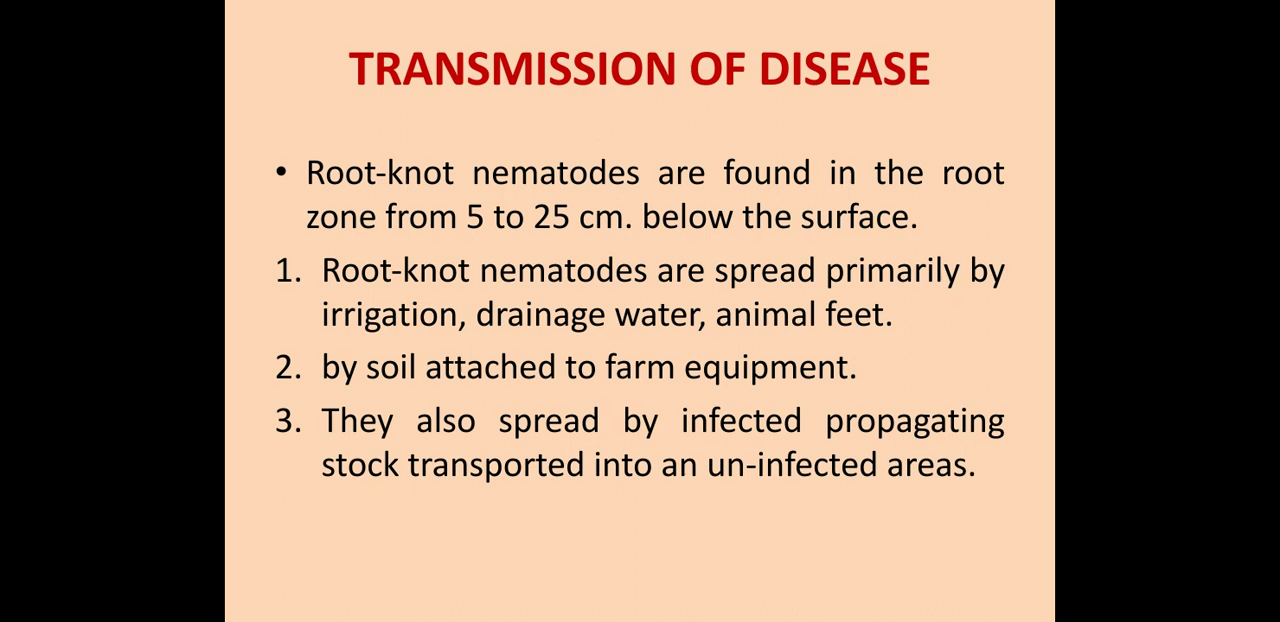 TRANSMISSION OF DISEASE
• Root-knot nematodes are found in the root
zone from 5 to 25 cm. below the surface.
1. Root-knot nematodes are spread primarily by
irrigation, drainage water, animal feet.
2. by soil attached to farm equipment.
3. They also spread by infected propagating
stock transported into an un-infected areas.